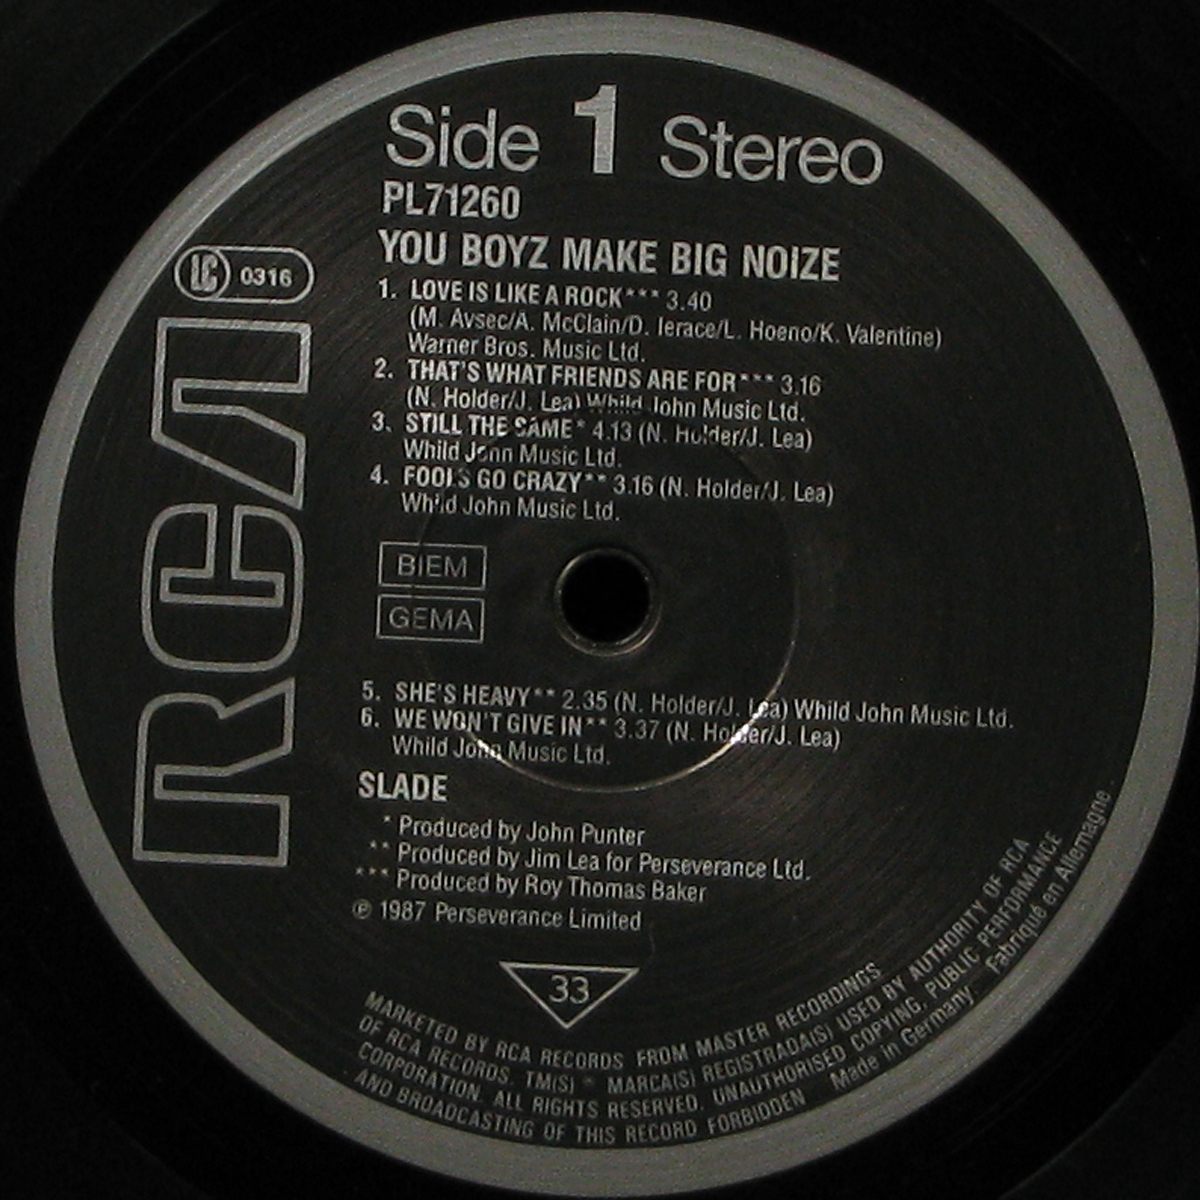 Side 1 Stereo
PL71260
YOU BOYZ MAKE BIG NOIZE
LC 0316
RCA
1. LOVE IS LIKE A ROCK*** 3.40
(M. Avsec/A. McClain/D. Ierace/L. Hoeno/K. Valentine)
Warner Bros. Music Ltd.
2. THAT'S WHAT FRIENDS ARE FOR*** 3.16
(N. Holder/J. Lea) Whild John Music Ltd.
3. STILL THE SAME* 4.13 (N. Holder/J. Lea)
Whild John Music Ltd.
4. FOOLS GO CRAZY** 3.16 (N. Holder/J. Lea)
Whild John Music Ltd.
BIEM
GEMA
5. SHE'S HEAVY** 2.35 (N. Holder/J. Lea) Whild John Music Ltd.
6. WE WON'T GIVE IN** 3.37 (N. Holder/J. Lea)
Whild John Music Ltd.
SLADE
* Produced by John Punter
** Produced by Jim Lea for Perseverance Ltd.
*** Produced by Roy Thomas Baker
℗ 1987 Perseverance Limited
33
MARKETED BY RCA RECORDS FROM MASTER RECORDINGS
OF RCA RECORDS. TM(S) ® MARCA(S) REGISTRADA(S) USED BY AUTHORITY OF RCA
CORPORATION. ALL RIGHTS RESERVED. UNAUTHORISED COPYING, PUBLIC PERFORMANCE
AND BROADCASTING OF THIS RECORD FORBIDDEN Made in Germany. Fabriqué en Allemagne.